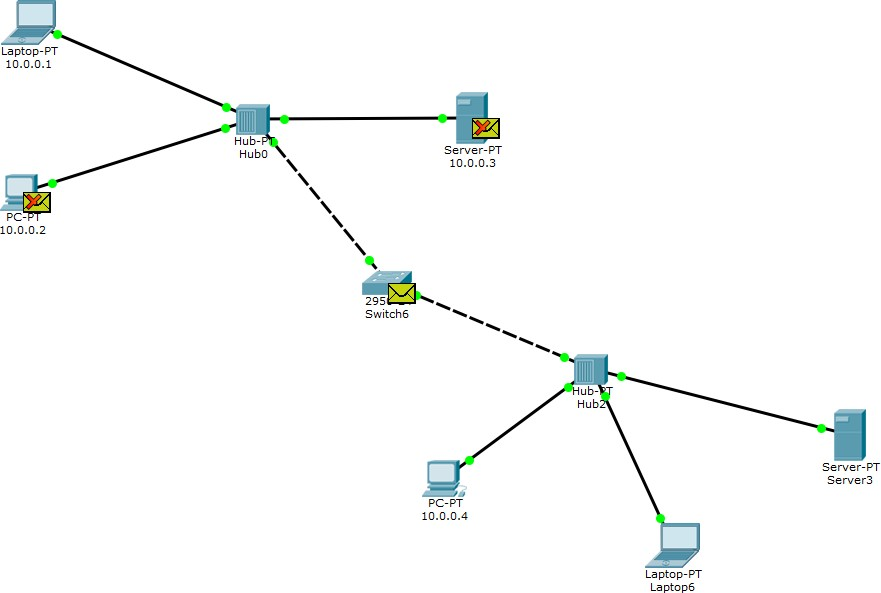 Laptop-PT
10.0.0.1
Hub-PT
Hub0
Server-PT
10.0.0.3
PC-PT
10.0.0.2
Switch6
Hub-PT
Hub2
Server-PT
Server3
PC-PT
10.0.0.4
Laptop-PT
Laptop6